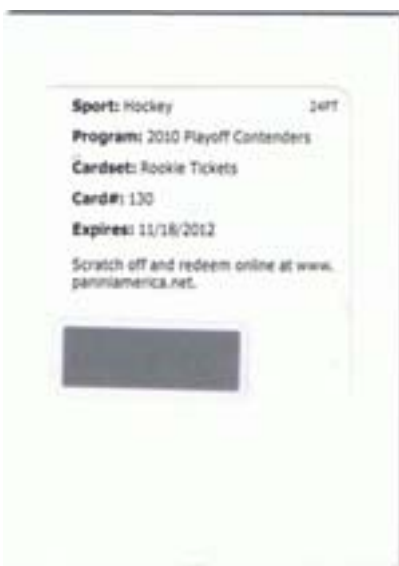 Sport: Hockey 24PT
Program: 2010 Playoff Contenders
Cardset: Rookie Tickets
Card#: 130
Expires: 11/18/2012
Scratch off and redeem online at www.
paniniamerica.net.